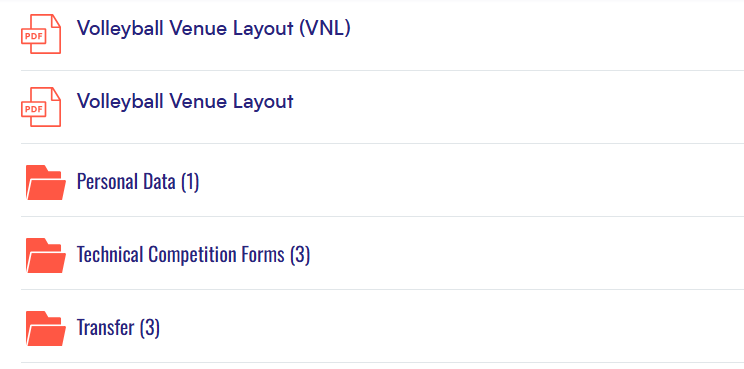 PDF
Volleyball Venue Layout (VNL)
PDF
Volleyball Venue Layout
Personal Data (1)
Technical Competition Forms (3)
Transfer (3)